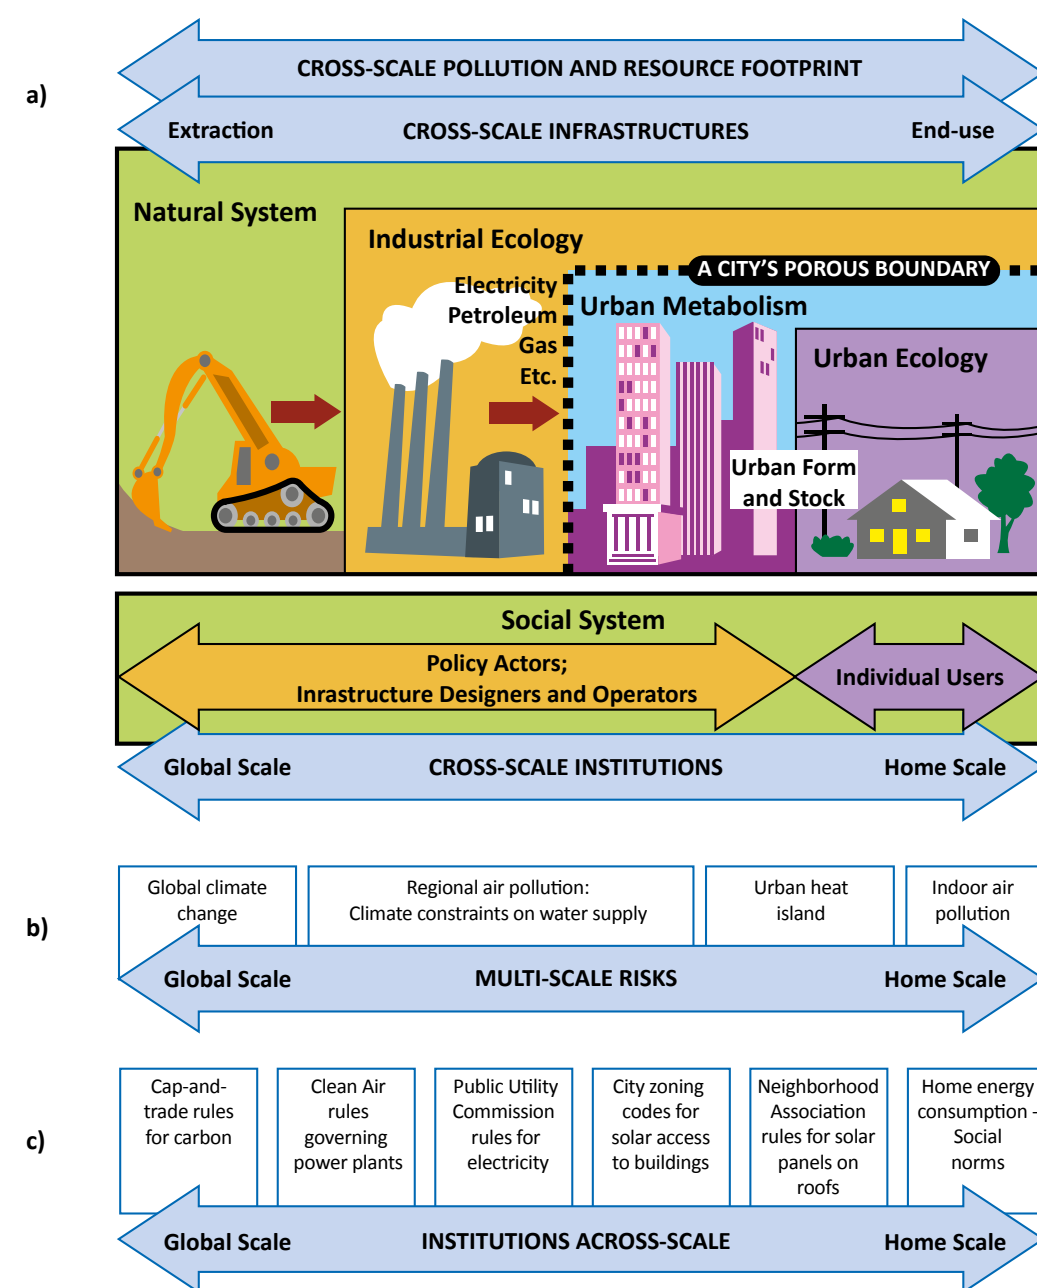 CROSS-SCALE POLLUTION AND RESOURCE FOOTPRINT
a)
Extraction CROSS-SCALE INFRASTRUCTURES End-use
Natural System
Industrial Ecology
A CITY'S POROUS BOUNDARY
Electricity
Petroleum
Gas
Etc.
Urban Metabolism
Urban Ecology
Urban Form
and Stock
Social System
Policy Actors;
Inrastructure Designers and Operators
Individual Users
Global Scale CROSS-SCALE INSTITUTIONS Home Scale
b)
Global climate
change
Regional air pollution:
Climate constraints on water supply
Urban heat
island
Indoor air
pollution
Global Scale MULTI-SCALE RISKS Home Scale
c)
Cap-and-
trade rules
for carbon
Clean Air
rules
governing
power plants
Public Utility
Commission
rules for
electricity
City zoning
codes for
solar access
to buildings
Neighborhood
Association
rules for solar
panels on
roofs
Home energy
consumption -
Social
norms
Global Scale INSTITUTIONS ACROSS-SCALE Home Scale